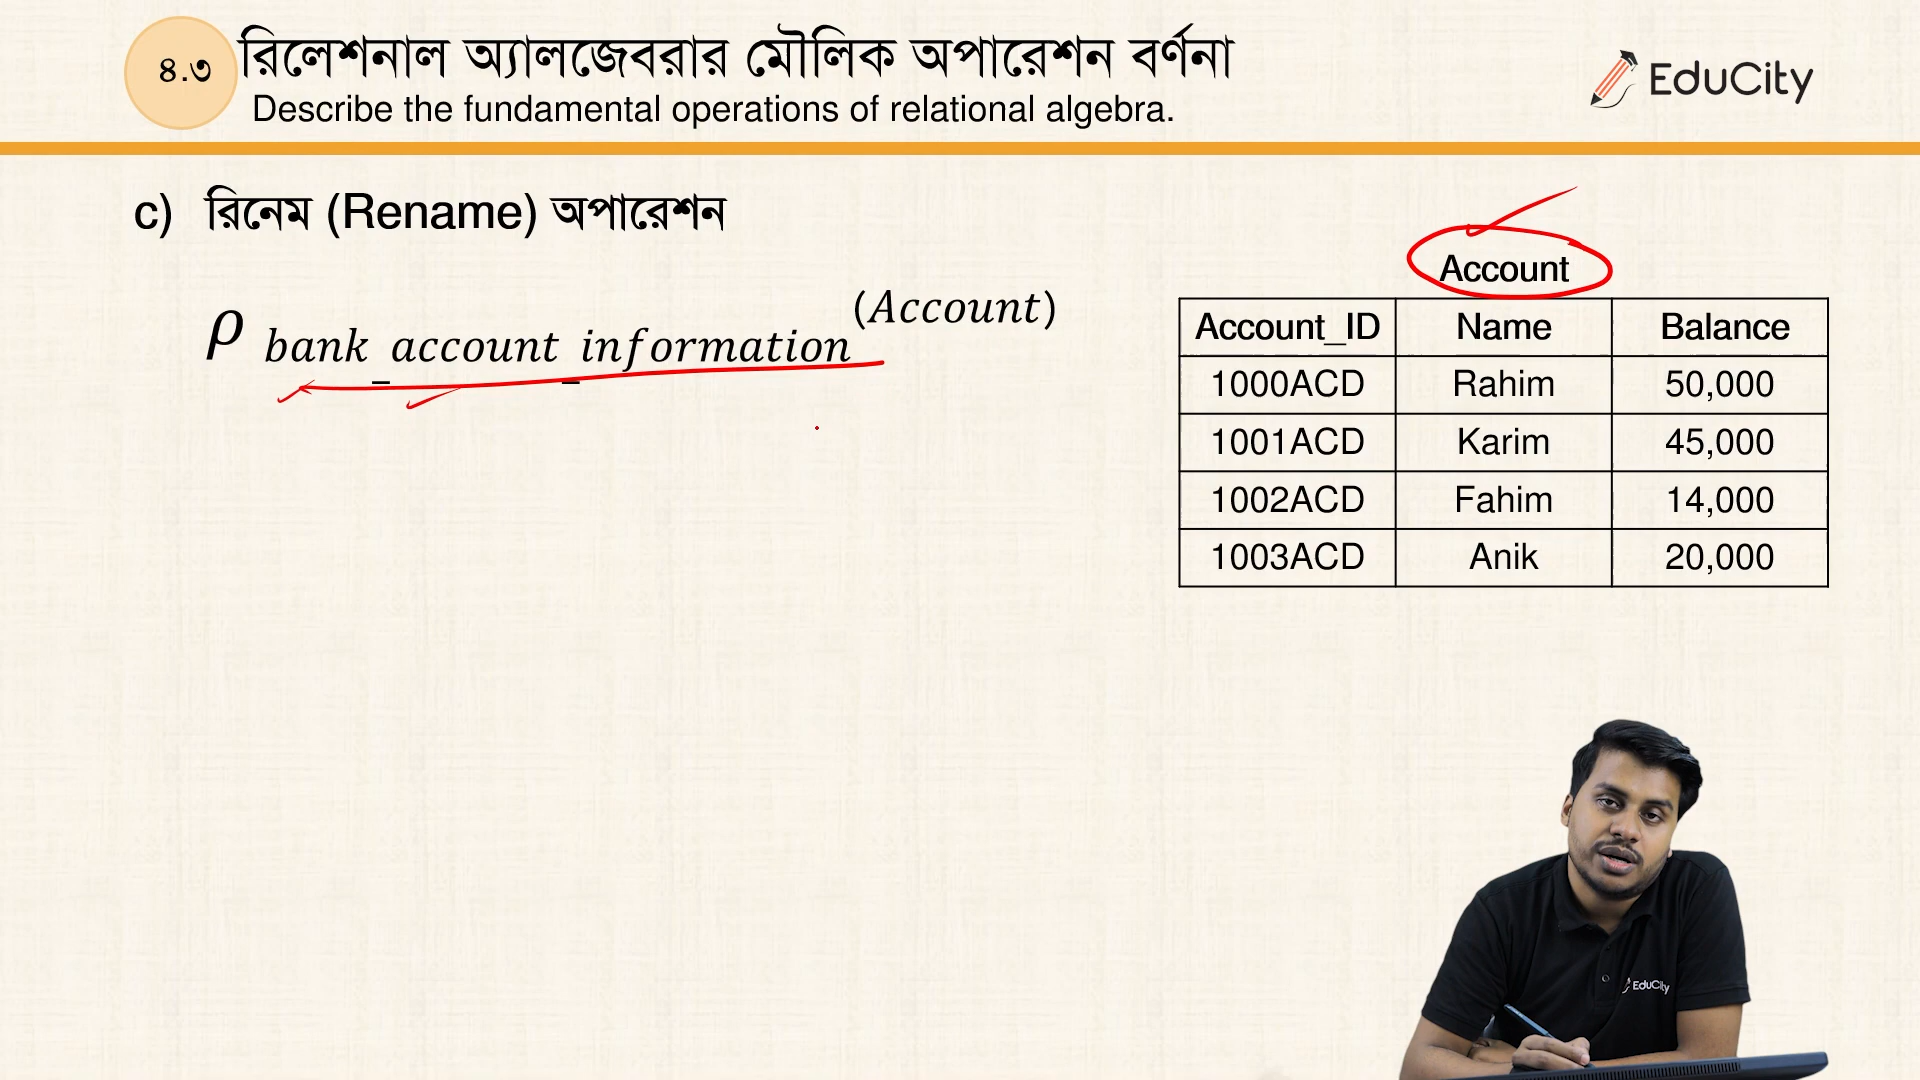 ৪.৩ রিলেশনাল অ্যালজেবরার মৌলিক অপারেশন বর্ণনা
Describe the fundamental operations of relational algebra.
EduCity
c) রিনেম (Rename) অপারেশন
ρ bank_account_information (Account)
Account
Account_ID Name Balance
1000ACD Rahim 50,000
1001ACD Karim 45,000
1002ACD Fahim 14,000
1003ACD Anik 20,000
EduCity